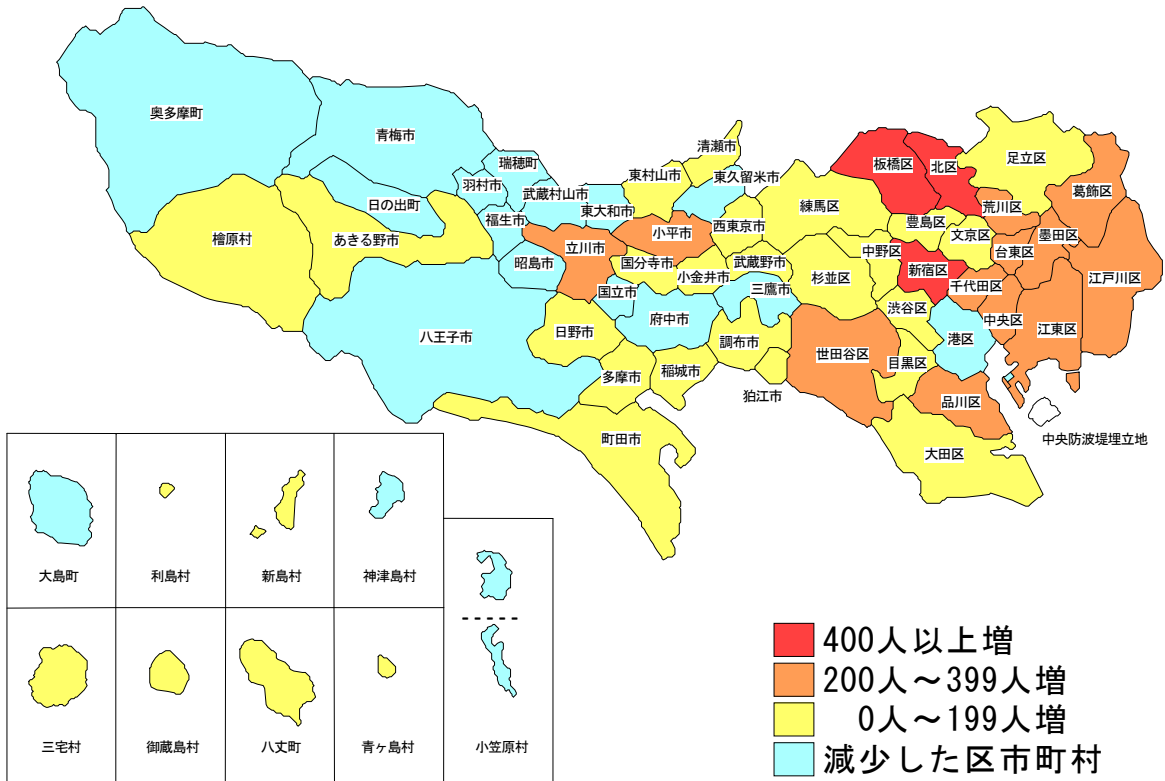 奥多摩町
青梅市
瑞穂町
羽村市
日の出町
武蔵村山市
東大和市
福生市
檜原村
あきる野市
昭島市
立川市
八王子市
清瀬市
東村山市
東久留米市
小平市
西東京市
国分寺市
小金井市
武蔵野市
国立市
三鷹市
府中市
日野市
調布市
多摩市
稲城市
狛江市
町田市
板橋区
北区
足立区
葛飾区
荒川区
練馬区
豊島区
文京区
台東区
墨田区
中野区
新宿区
千代田区
江戸川区
杉並区
渋谷区
中央区
江東区
港区
世田谷区
目黒区
品川区
大田区
中央防波堤埋立地
大島町
利島村
新島村
神津島村
三宅村
御蔵島村
八丈町
青ヶ島村
小笠原村
400人以上増
200人～399人増
0人～199人増
減少した区市町村